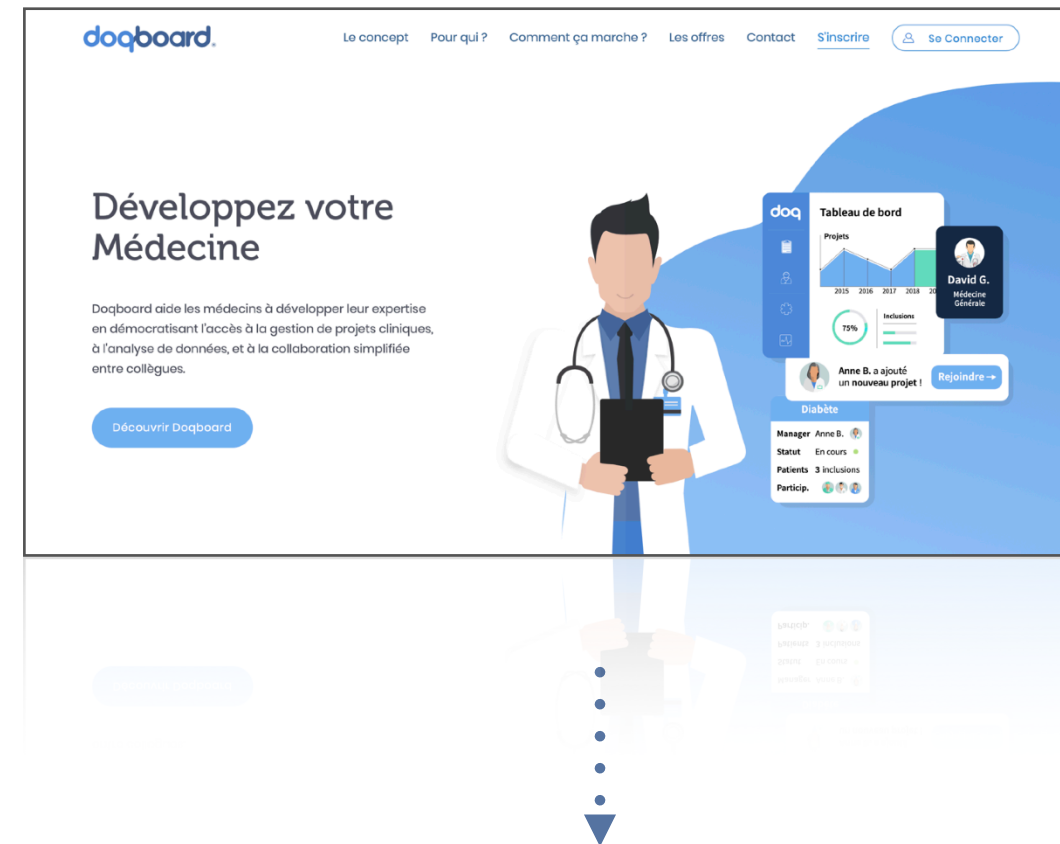 doqboard.
Le concept Pour qui ? Comment ça marche ? Les offres Contact S'inscrire Se Connecter
Développez votre
Médecine
Doqboard aide les médecins à développer leur expertise
en démocratisant l'accès à la gestion de projets cliniques,
à l'analyse de données, et à la collaboration simplifiée
entre collègues.
Découvrir Doqboard
doq
Tableau de bord
Projets
2015 2016 2017 2018
75%
Inclusions
David G.
Médecine
Générale
Anne B. a ajouté
un nouveau projet !
Rejoindre →
Diabète
Manager Anne B.
Statut En cours
Patients 3 inclusions
Particip.